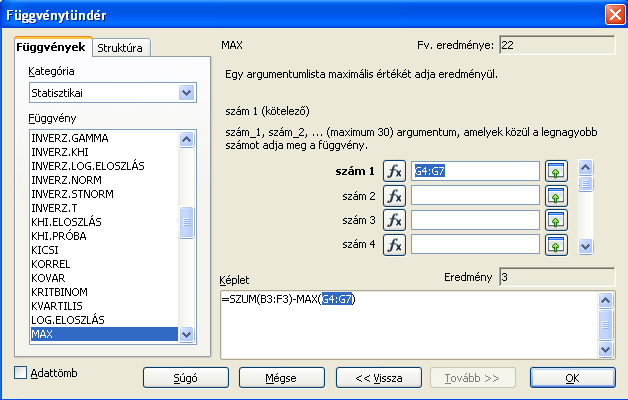 Függvénytündér
Függvények
Struktúra
Kategória
Statisztikai
Függvény
INVERZ.GAMMA
INVERZ.KHI
INVERZ.LOG.ELOSZLÁS
INVERZ.NORM
INVERZ.STNORM
INVERZ.T
KHI.ELOSZLÁS
KHI.PRÓBA
KICSI
KORREL
KOVAR
KRITBINOM
KVARTILIS
LOG.ELOSZLÁS
MAX
Adattömb
MAX
Fv. eredménye: 22
Egy argumentumlista maximális értékét adja eredményül.
szám 1 (kötelező)
szám_1, szám_2, ... (maximum 30) argumentum, amelyek közül a legnagyobb
számot adja meg a függvény.
szám 1 fx G4:G7
szám 2 fx
szám 3 fx
szám 4 fx
Képlet
Eredmény 3
=SZUM(B3:F3)-MAX(G4:G7)
Súgó
Mégse
<< Vissza
Tovább >>
OK